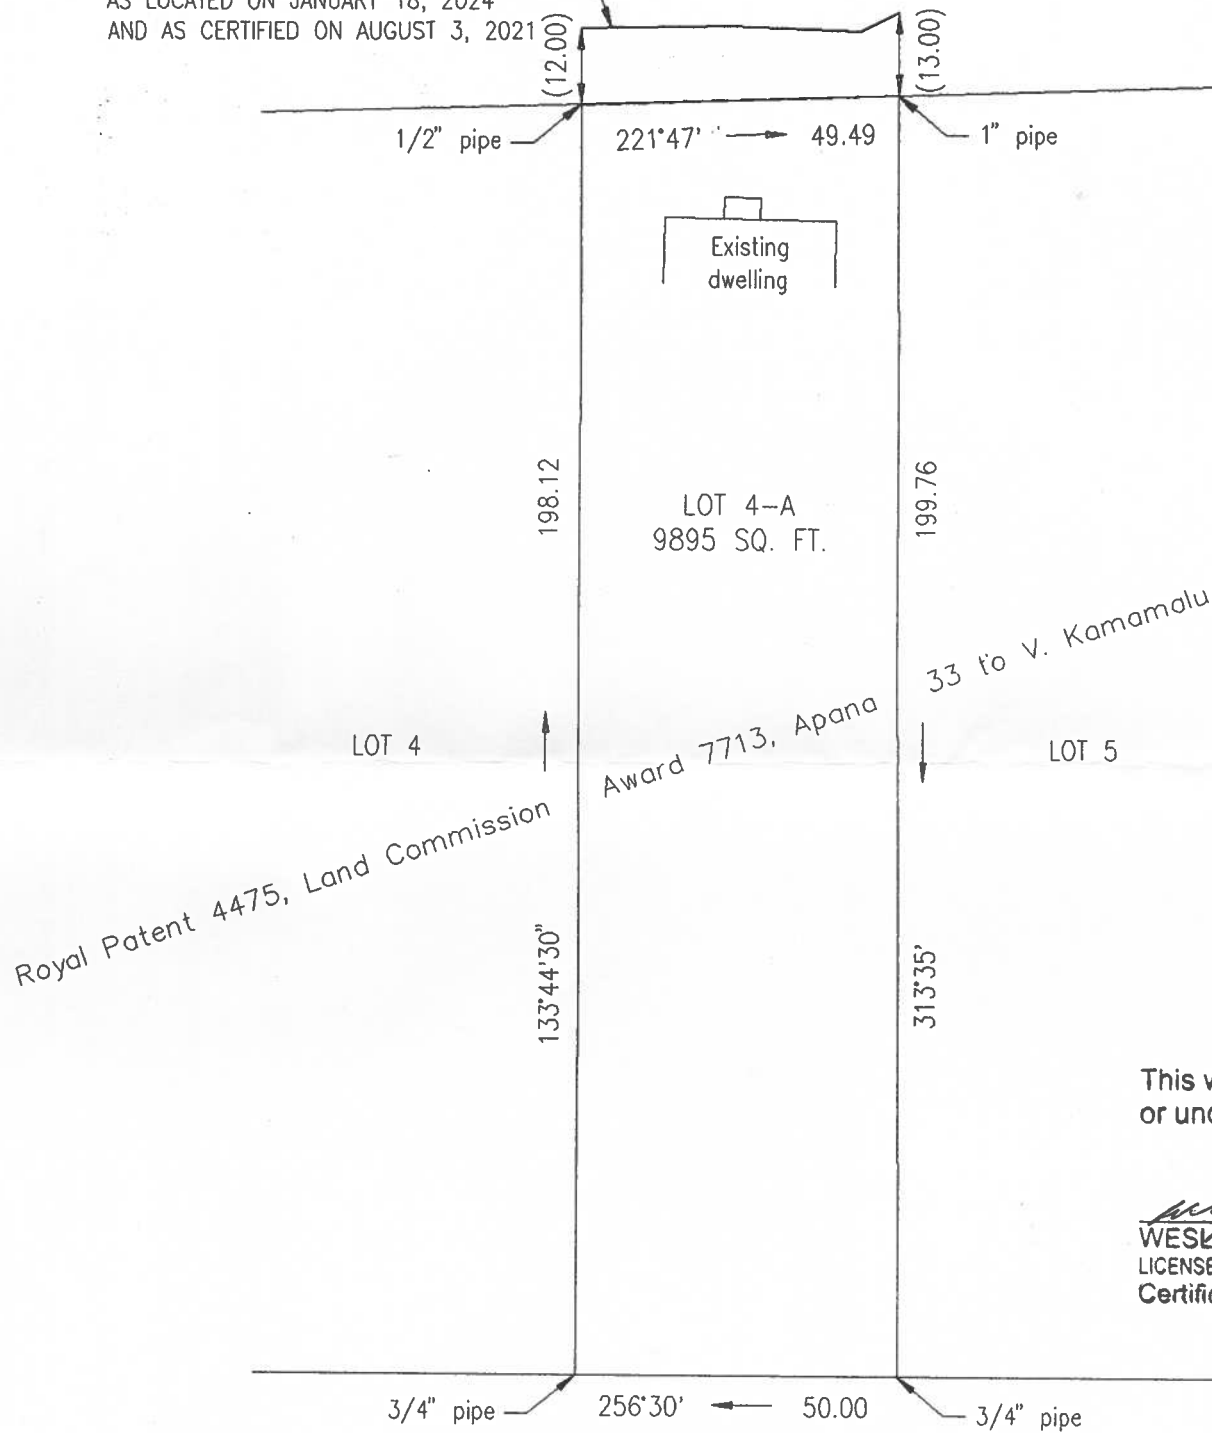 AS LOCATED ON JANUARY 18, 2024
AND AS CERTIFIED ON AUGUST 3, 2021
(12.00)
(13.00)
1/2" pipe
221°47' 49.49
1" pipe
Existing
dwelling
198.12
199.76
LOT 4-A
9895 SQ. FT.
Royal Patent 4475, Land Commission Award 7713, Apana 33 to V. Kamamalu
LOT 4
LOT 5
133°44'30"
313°35'
This
or
LICENSE
Certifi
3/4" pipe
256°30' 50.00
3/4" pipe